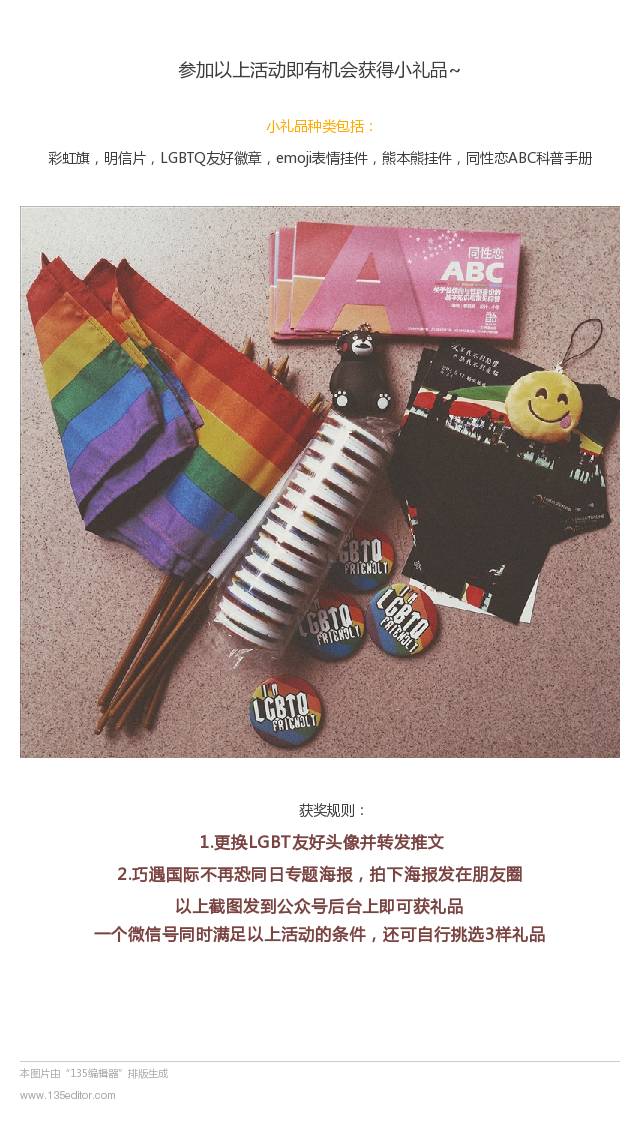 参加以上活动即有机会获得小礼品~
小礼品种类包括：
彩虹旗，明信片，LGBTQ友好徽章，emoji表情挂件，熊本熊挂件，同性恋ABC科普手册
同性恋
ABC
A
LGBTQ
FRIENDLY
LGBTQ
FRIENDLY
I'M
LGBTQ
FRIENDLY
I'M
LGBTQ
FRIENDLY
获奖规则：
1.更换LGBT友好头像并转发推文
2.巧遇国际不再恐同日专题海报，拍下海报发在朋友圈
以上截图发到公众号后台上即可获礼品
一个微信号同时满足以上活动的条件，还可自行挑选3样礼品
本图片由“135编辑器”排版生成
www.135editor.com